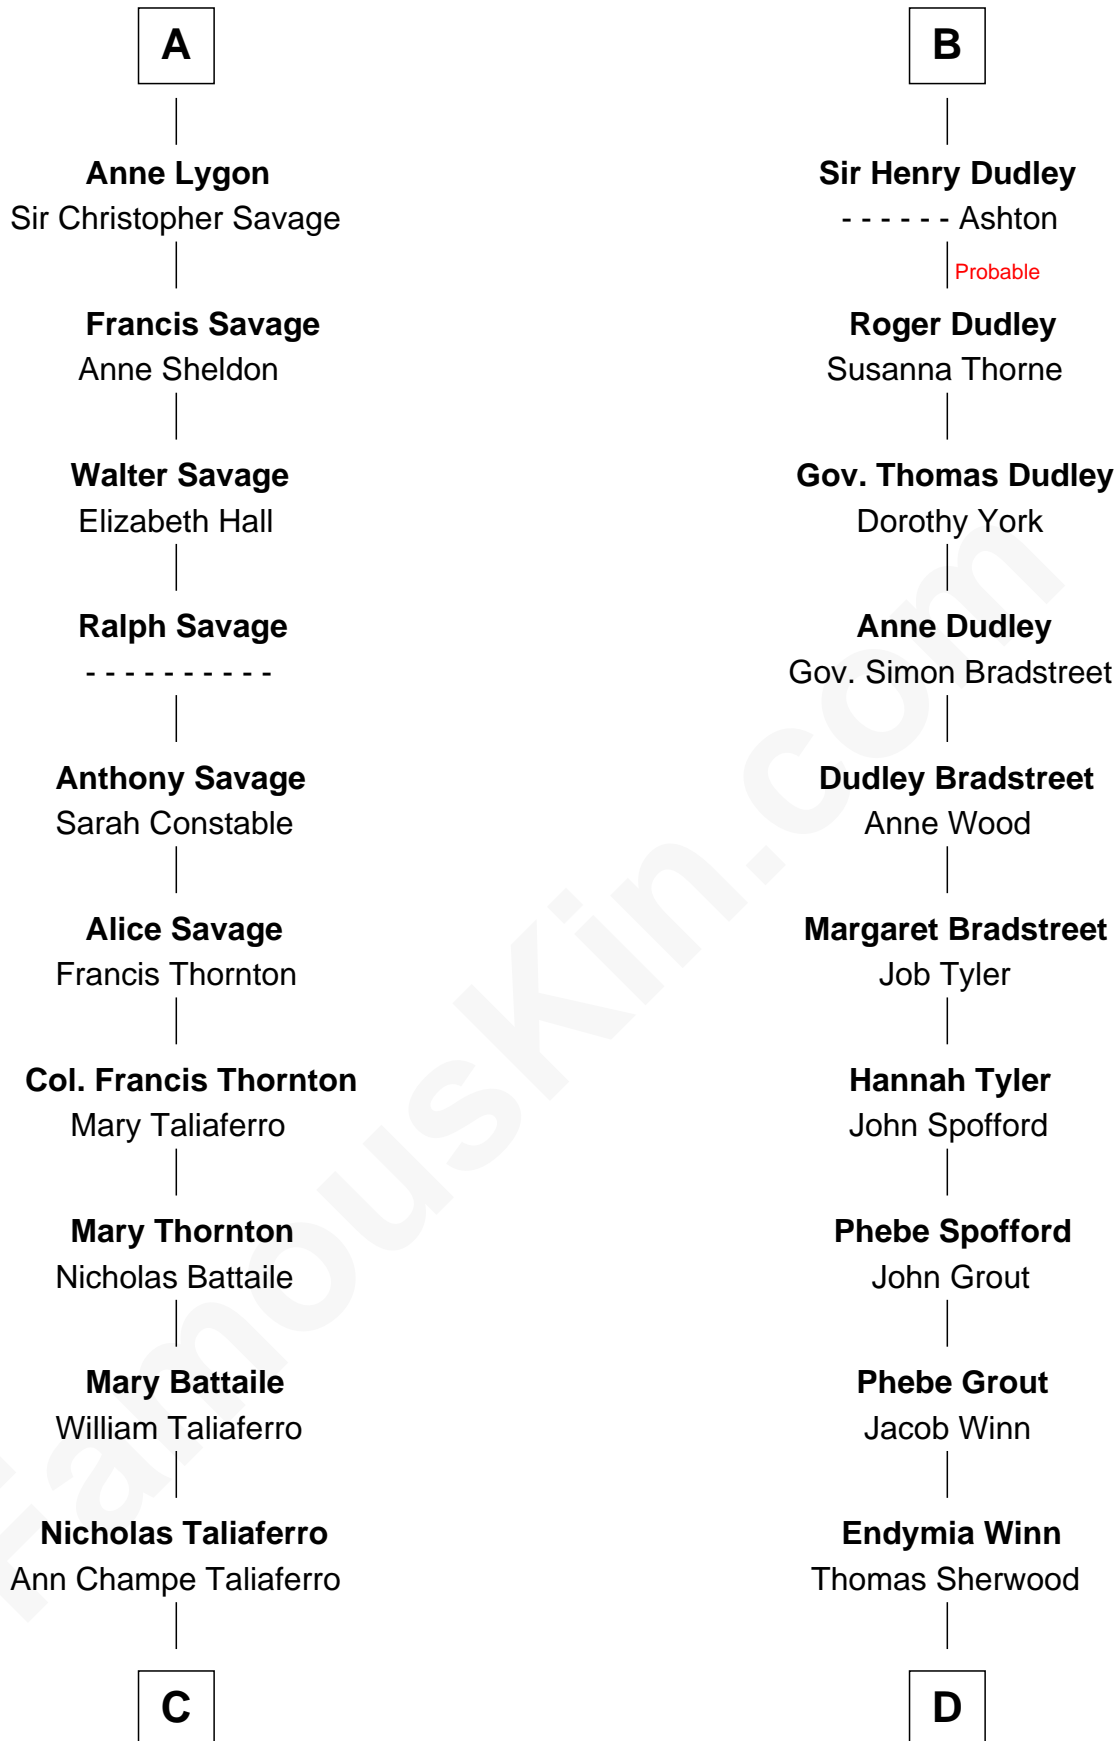 A
Anne Lygon
Sir Christopher Savage
Francis Savage
Anne Sheldon
Walter Savage
Elizabeth Hall
Ralph Savage
- - - - - - - - - -
Anthony Savage
Sarah Constable
Alice Savage
Francis Thornton
Col. Francis Thornton
Mary Taliaferro
Mary Thornton
Nicholas Battaile
Mary Battaile
William Taliaferro
Nicholas Taliaferro
Ann Champe Taliaferro
C
B
Sir Henry Dudley
- - - - - - Ashton
Probable
Roger Dudley
Susanna Thorne
Gov. Thomas Dudley
Dorothy York
Anne Dudley
Gov. Simon Bradstreet
Dudley Bradstreet
Anne Wood
Margaret Bradstreet
Job Tyler
Hannah Tyler
John Spofford
Phebe Spofford
John Grout
Phebe Grout
Jacob Winn
Endymia Winn
Thomas Sherwood
D
FamousKin.com